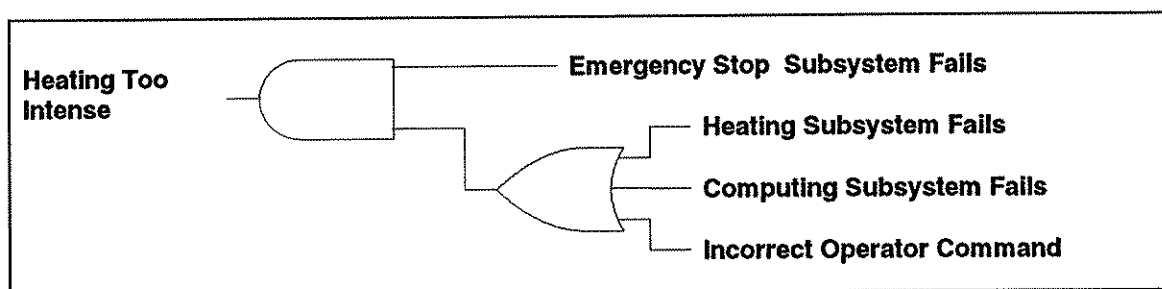 Heating Too
Intense
Emergency Stop Subsystem Fails
Heating Subsystem Fails
Computing Subsystem Fails
Incorrect Operator Command